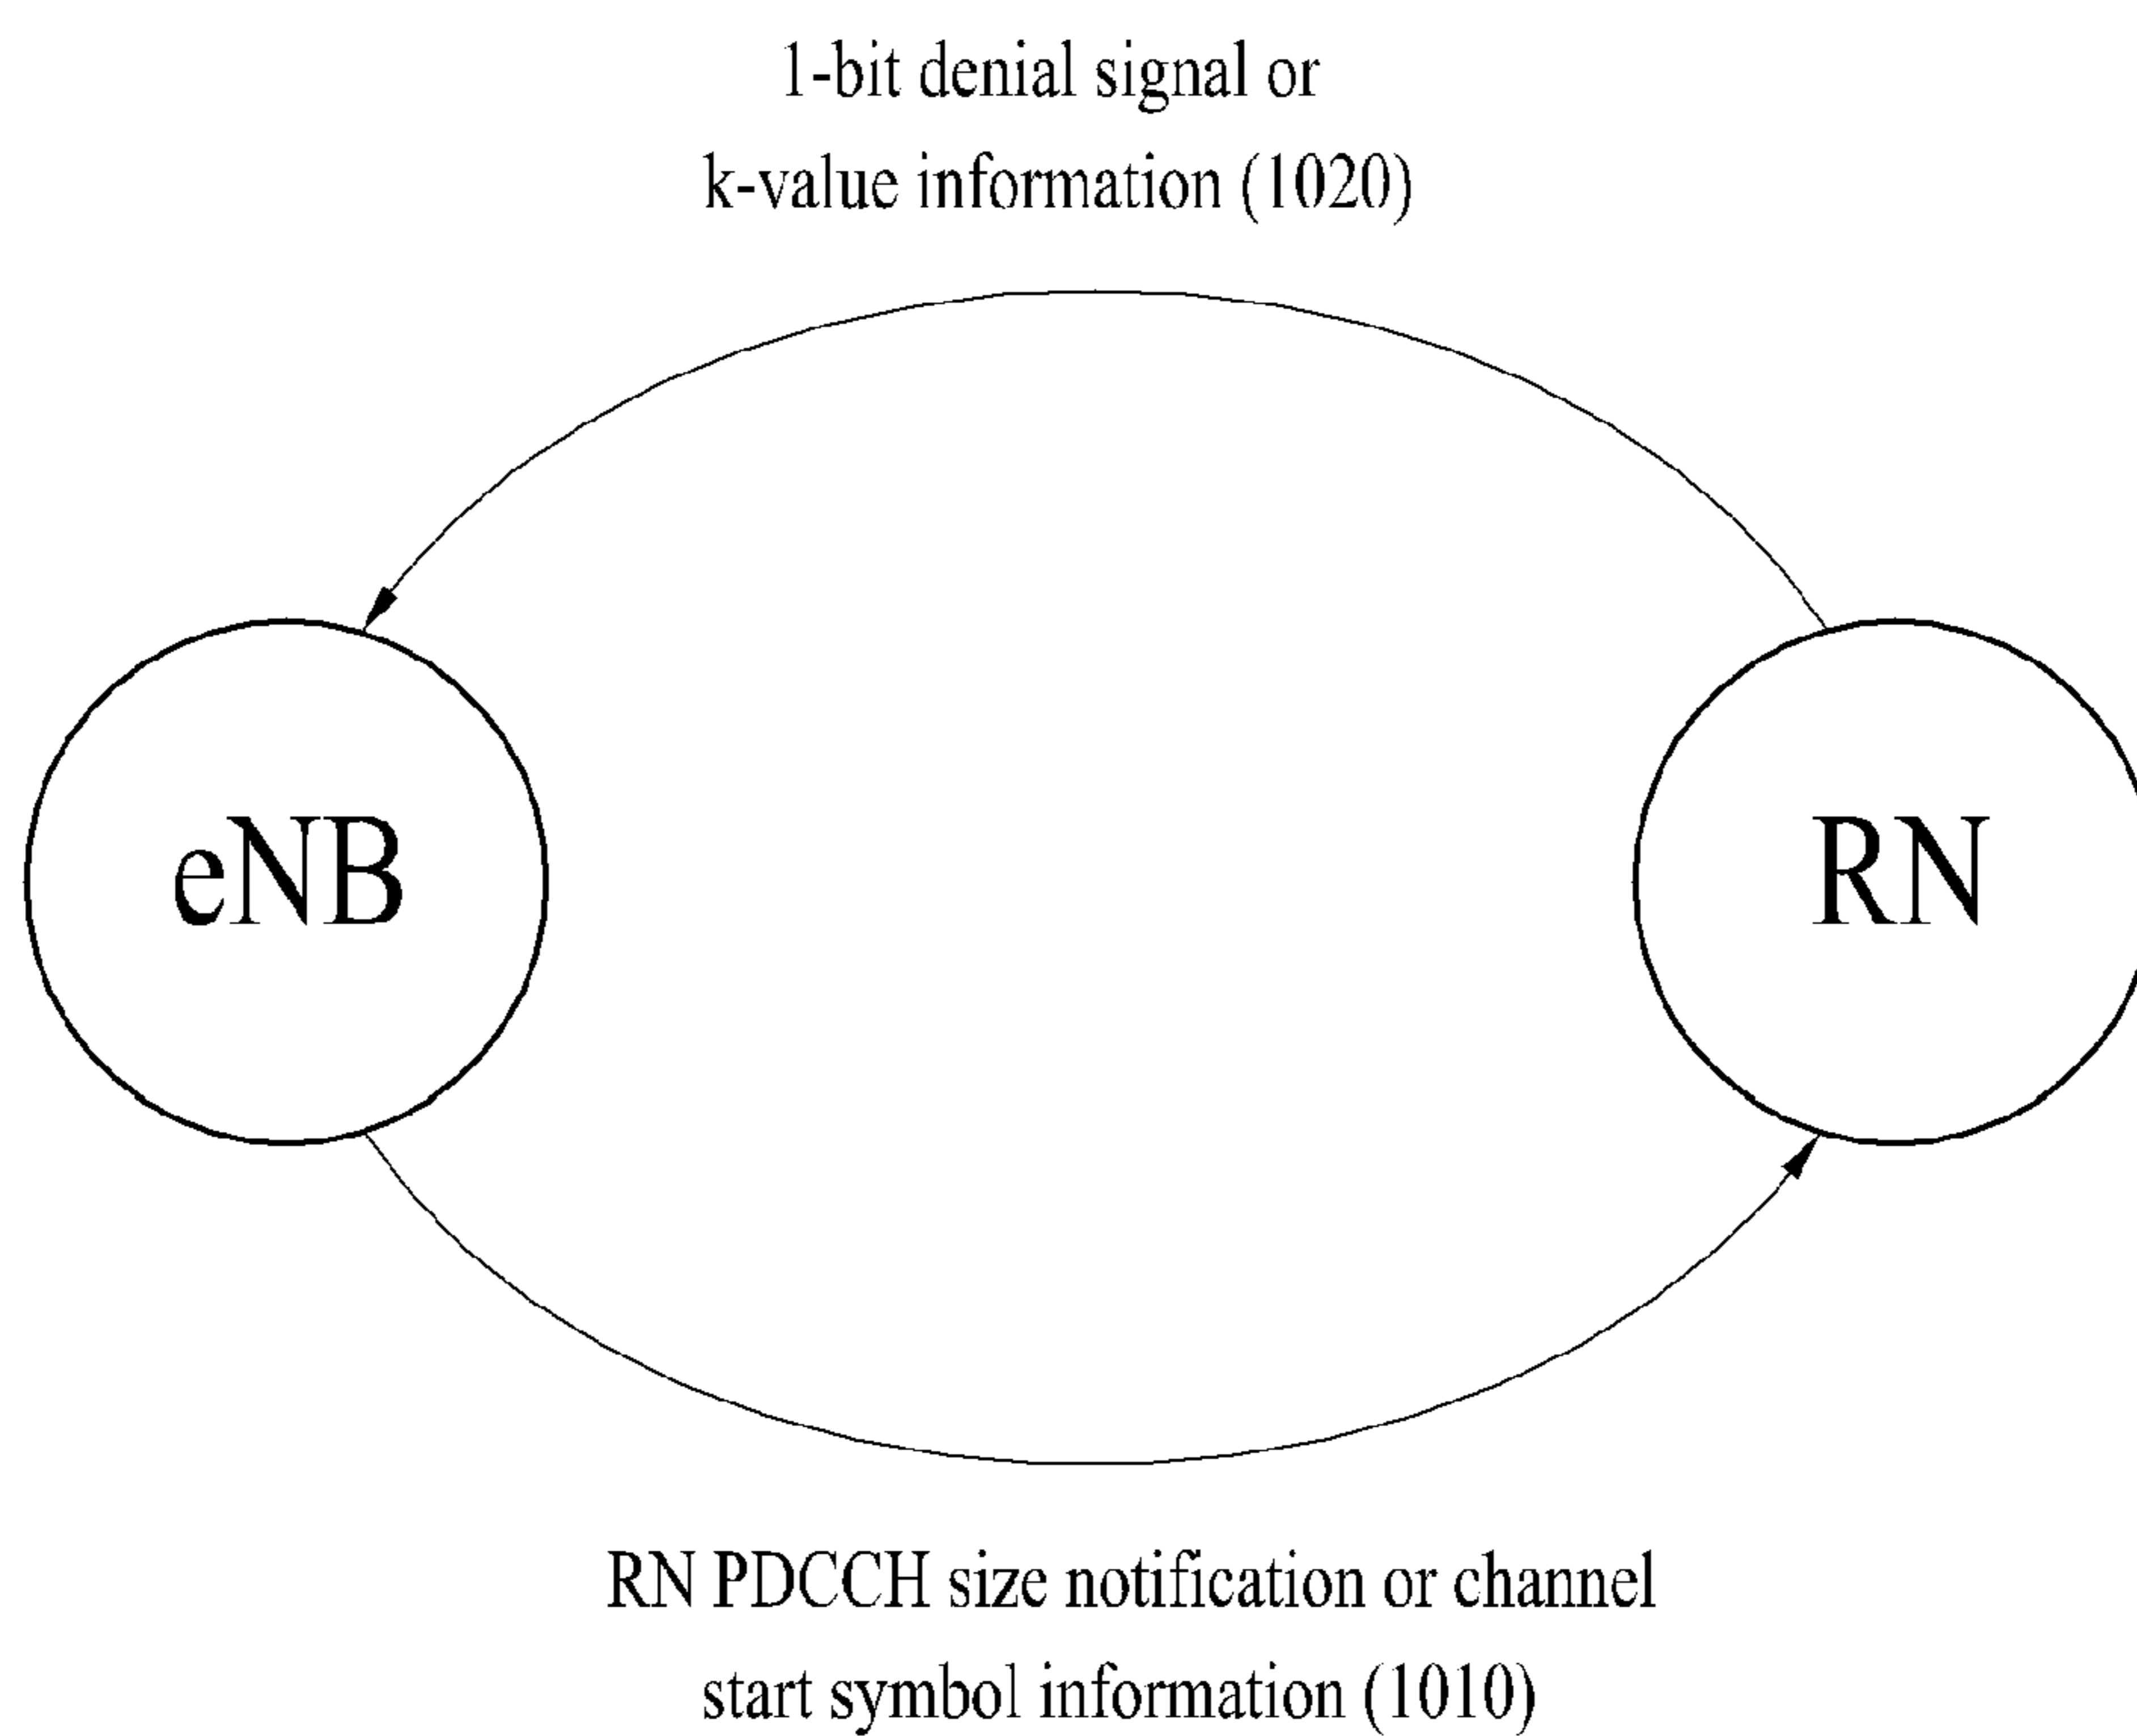 1-bit denial signal or
k-value information (1020)
eNB
RN
RN PDCCH size notification or channel
start symbol information (1010)